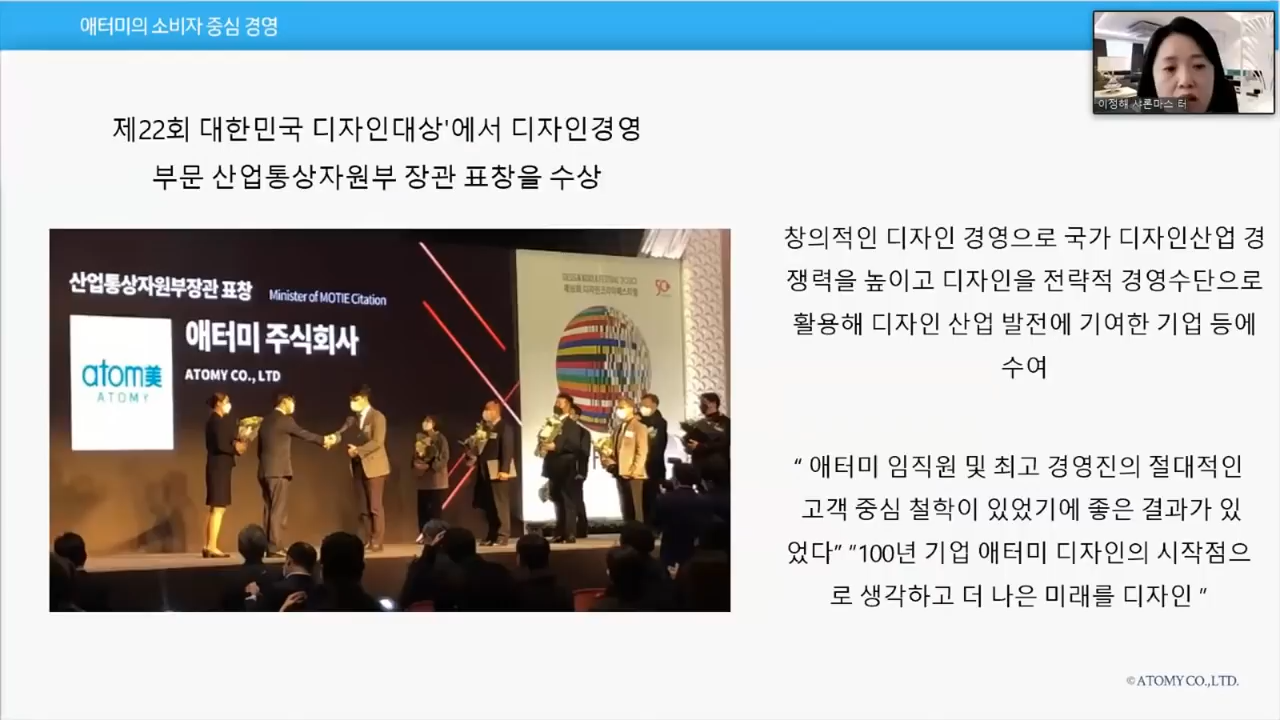 애터미의 소비자 중심 경영
이정해 샤론마스 터
제22회 대한민국 디자인대상'에서 디자인경영
부문 산업통상자원부 장관 표창을 수상
산업통상자원부장관 표창 Minister of MOTIE Citation
애터미 주식회사
ATOMY CO., LTD
atom美
ATOMY
50
창의적인 디자인 경영으로 국가 디자인산업 경
쟁력을 높이고 디자인을 전략적 경영수단으로
활용해 디자인 산업 발전에 기여한 기업 등에
수여
“ 애터미 임직원 및 최고 경영진의 절대적인
고객 중심 철학이 있었기에 좋은 결과가 있
었다” “100년 기업 애터미 디자인의 시작점으
로 생각하고 더 나은 미래를 디자인 ”
©ATOMY CO.,LTD.